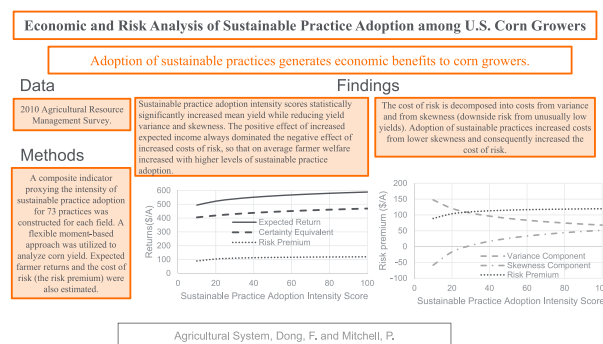 Economic and Risk Analysis of Sustainable Practice Adoption among U.S. Corn Growers
Adoption of sustainable practices generates economic benefits to corn growers.
Data
2010 Agricultural Resource
Management Survey.
Methods
A composite indicator
proxying the intensity of
sustainable practice adoption
for 73 practices was
constructed for each field. A
flexible moment-based
approach was utilized to
analyze corn yield. Expected
farmer returns and the cost of
risk (the risk premium) were
also estimated.
Findings
Sustainable practice adoption intensity scores statistically
significantly increased mean yield while reducing yield
variance and skewness. The positive effect of increased
expected income always dominated the negative effect of
increased costs of risk, so that on average farmer welfare
increased with higher levels of sustainable practice
adoption.
The cost of risk is decomposed into costs from variance
and from skewness (downside risk from unusually low
yields). Adoption of sustainable practices increased costs
from lower skewness and consequently increased the
cost of risk.
Returns($/A)
600
500
400
300
200
100
0
Expected Return
Certainty Equivalent
Risk Premium
0 20 40 60 80 100
Sustainable Practice Adoption Intensity Score
Risk premium ($/A)
200
150
100
50
0
−50
−100
0 20 40 60 80 100
Variance Component
Skewness Component
Risk Premium
Sustainable Practice Adoption Intensity Score
Agricultural System, Dong, F. and Mitchell, P.